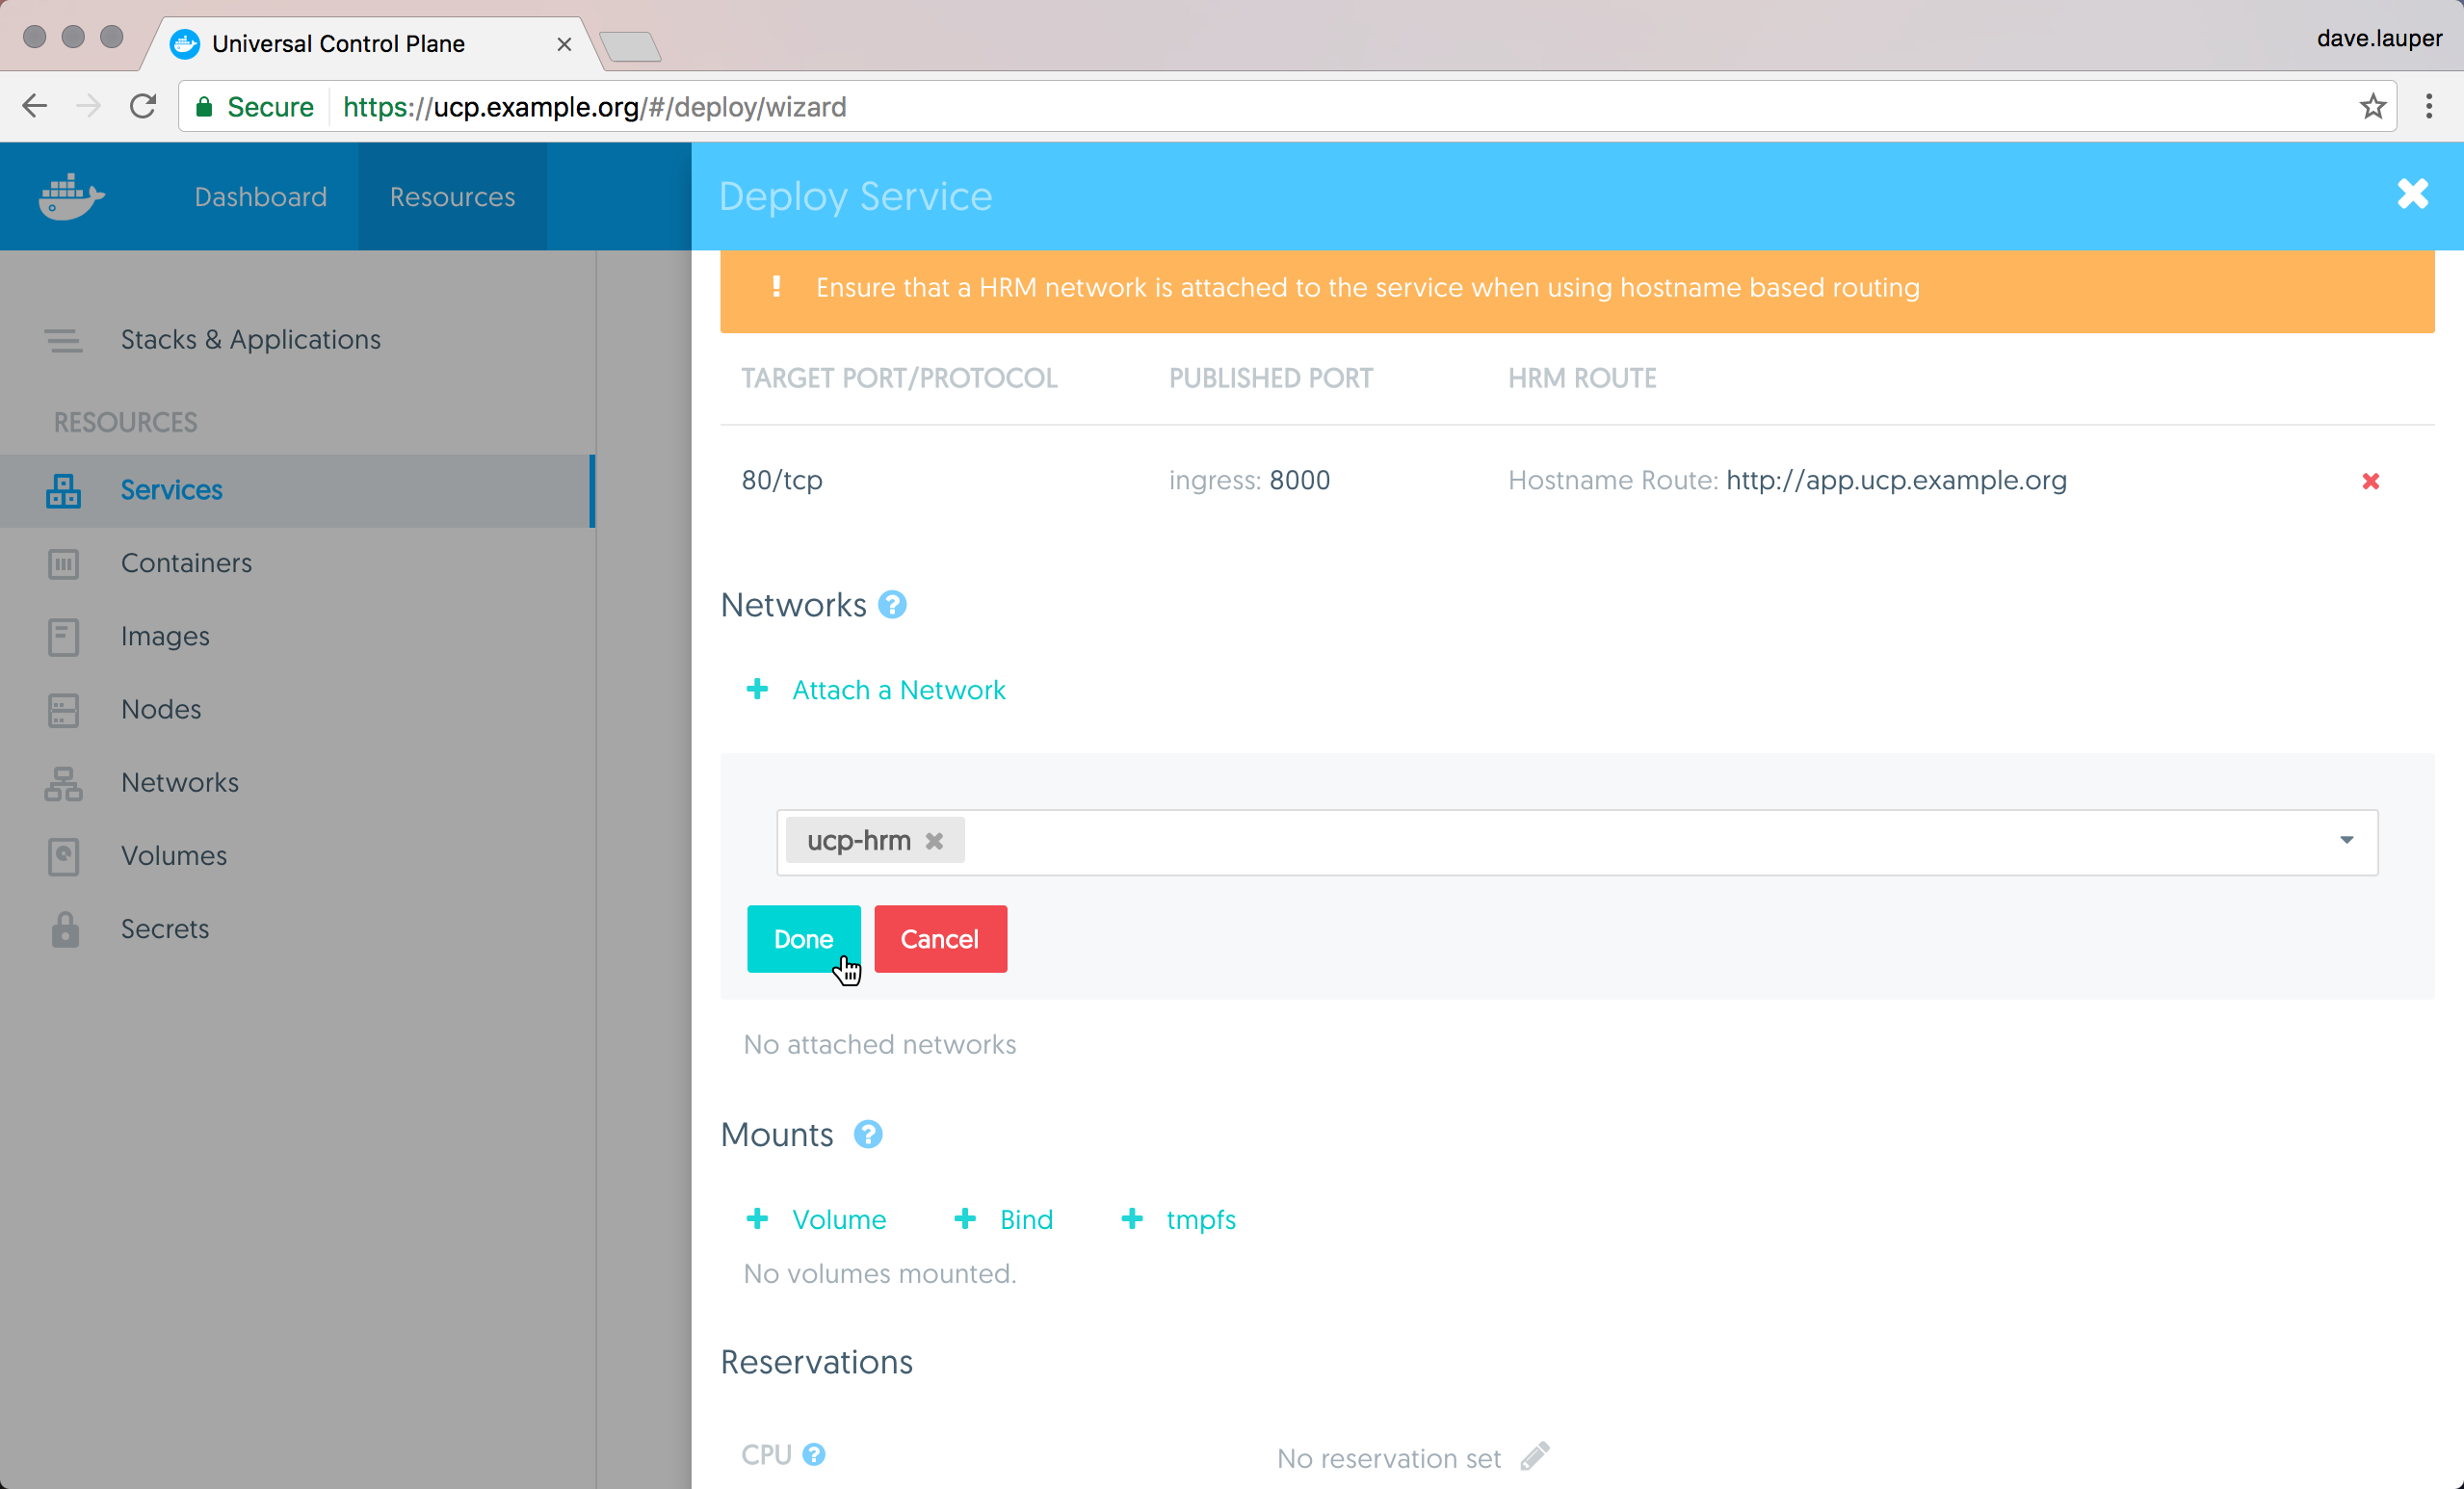 Universal Control Plane
dave.lauper
Secure https://ucp.example.org/#/deploy/wizard
Dashboard
Resources
Deploy Service
Stacks & Applications
RESOURCES
Services
Containers
Images
Nodes
Networks
Volumes
Secrets
! Ensure that a HRM network is attached to the service when using hostname based routing
TARGET PORT/PROTOCOL PUBLISHED PORT HRM ROUTE
80/tcp ingress: 8000 Hostname Route: http://app.ucp.example.org
Networks ?
+ Attach a Network
ucp-hrm
Done Cancel
No attached networks
Mounts ?
+ Volume + Bind + tmpfs
No volumes mounted.
Reservations
CPU ? No reservation set